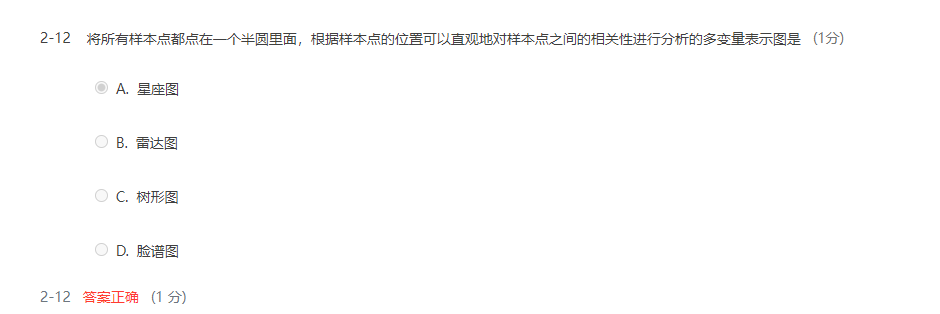 2-12 将所有样本点都点在一个半圆里面，根据样本点的位置可以直观地对样本点之间的相关性进行分析的多变量表示图是 (1分)
A. 星座图
B. 雷达图
C. 树形图
D. 脸谱图
2-12 答案正确 (1 分)